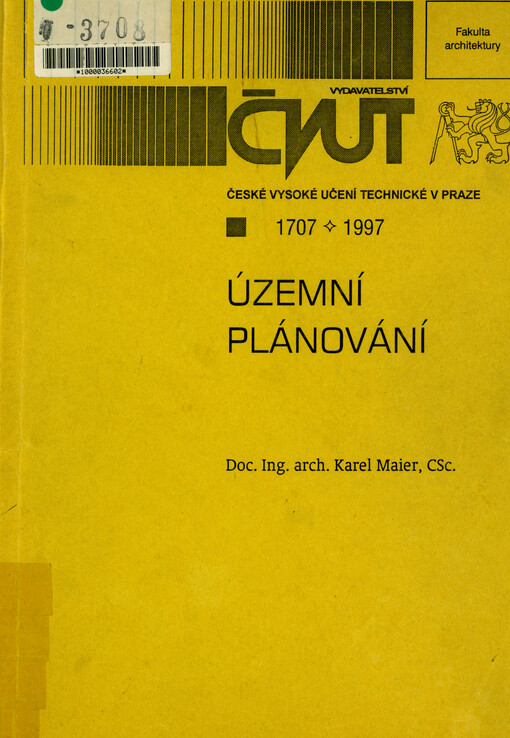 -3708
*1000036602*
Fakulta
architektury
VYDAVATELSTVÍ
ČVUT
ČESKÉ VYSOKÉ UČENÍ TECHNICKÉ V PRAZE
1707 ✧ 1997
ÚZEMNÍ
PLÁNOVÁNÍ
Doc. Ing. arch. Karel Maier, CSc.